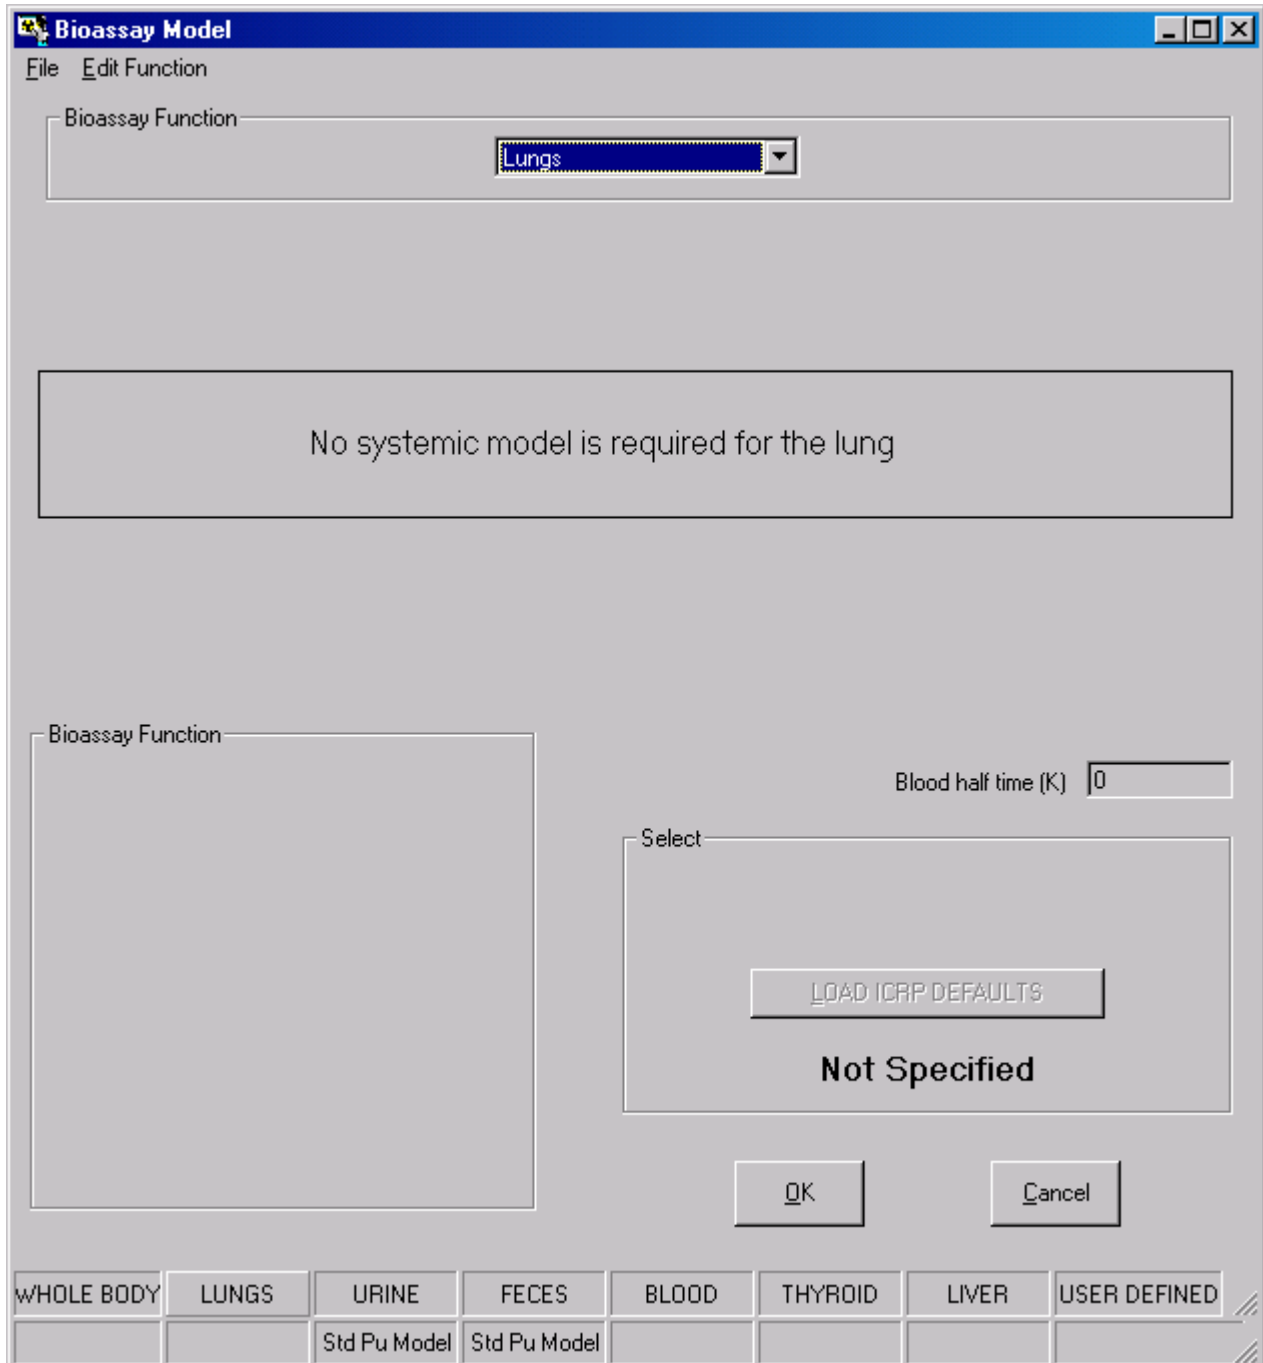 Bioassay Model
File Edit Function
Bioassay Function
Lungs
No systemic model is required for the lung
Bioassay Function
Blood half time (K) 0
Select
LOAD ICRP DEFAULTS
Not Specified
OK Cancel
WHOLE BODY LUNGS URINE FECES BLOOD THYROID LIVER USER DEFINED
Std Pu Model Std Pu Model